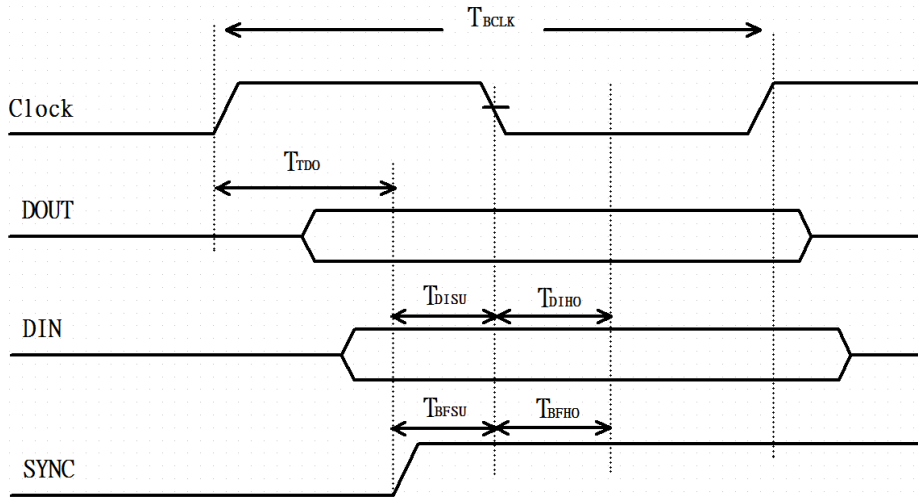 TBCLK
Clock
TTDO
DOUT
TDISU TDIHO
DIN
TBFSU TBFHO
SYNC